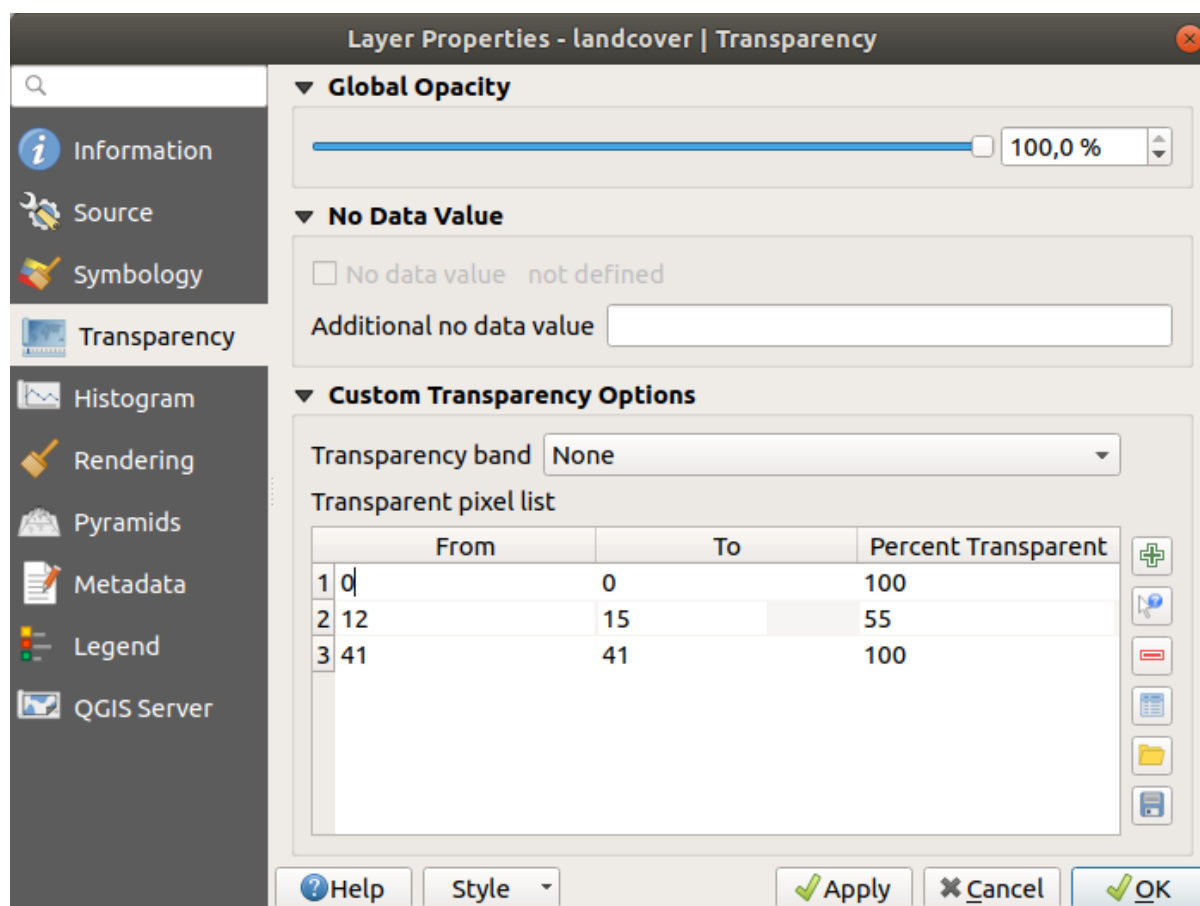 Layer Properties - landcover | Transparency
Information
Source
Symbology
Transparency
Histogram
Rendering
Pyramids
Metadata
Legend
QGIS Server
Global Opacity
100,0 %
No Data Value
No data value not defined
Additional no data value
Custom Transparency Options
Transparency band None
Transparent pixel list
From To Percent Transparent
1 0 0 100
2 12 15 55
3 41 41 100
Help Style Apply Cancel OK